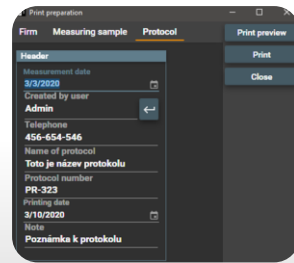 Print preparation
Firm Measuring sample Protocol
Print preview
Print
Close
Header
Measurement date
3/3/2020
Created by user
Admin
Telephone
456-654-546
Name of protocol
Toto je název protokolu
Protocol number
PR-323
Printing date
3/10/2020
Note
Poznámka k protokolu